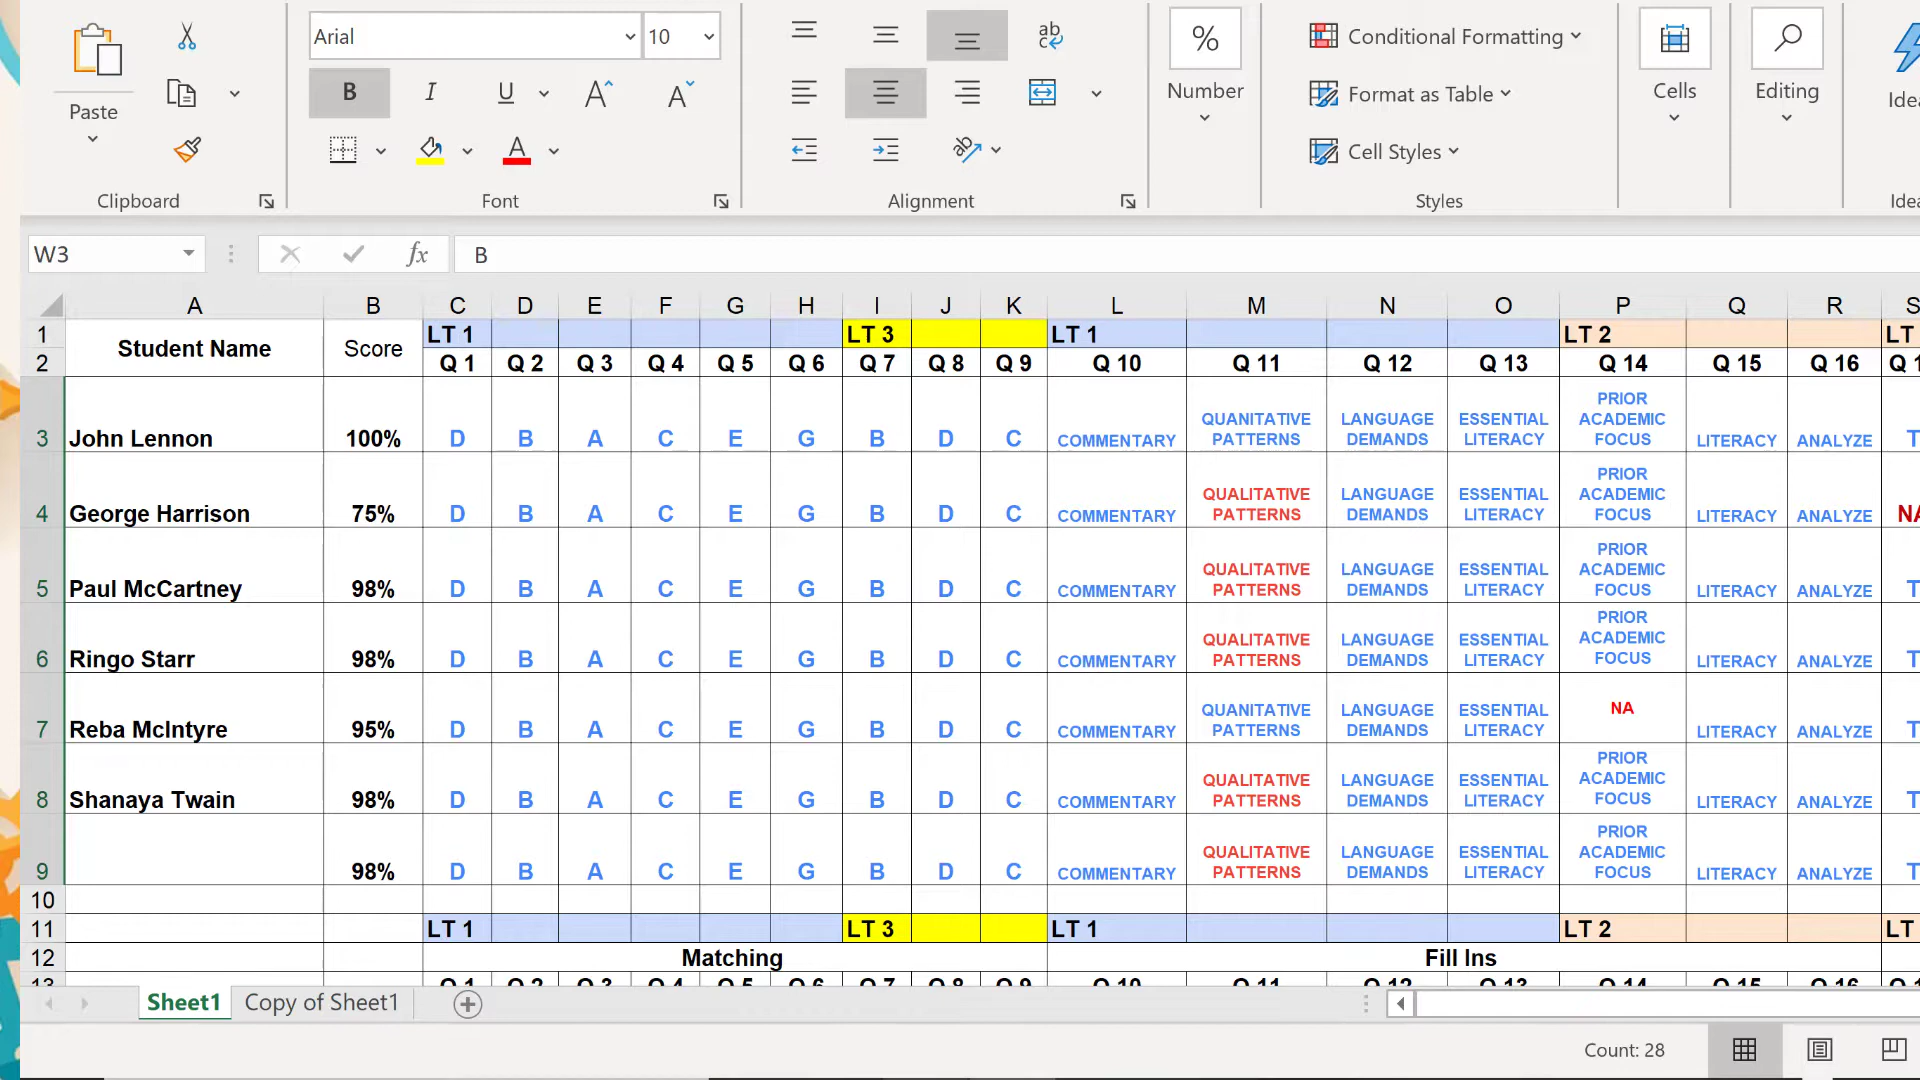 Arial 10
Paste
B I U A A
Number
Conditional Formatting
Format as Table
Cell Styles
Cells
Editing
Clipboard
Font
Alignment
Styles
W3
fx
B
A B C D E F G H I J K L M N O P Q R S
1 Student Name Score LT 1 LT 3 LT 1 LT 2 LT
2 Q 1 Q 2 Q 3 Q 4 Q 5 Q 6 Q 7 Q 8 Q 9 Q 10 Q 11 Q 12 Q 13 Q 14 Q 15 Q 16 Q 1
3 John Lennon 100% D B A C E G B D C COMMENTARY QUANITATIVE PATTERNS LANGUAGE DEMANDS ESSENTIAL LITERACY PRIOR ACADEMIC FOCUS LITERACY ANALYZE T
4 George Harrison 75% D B A C E G B D C COMMENTARY QUALITATIVE PATTERNS LANGUAGE DEMANDS ESSENTIAL LITERACY PRIOR ACADEMIC FOCUS LITERACY ANALYZE NA
5 Paul McCartney 98% D B A C E G B D C COMMENTARY QUALITATIVE PATTERNS LANGUAGE DEMANDS ESSENTIAL LITERACY PRIOR ACADEMIC FOCUS LITERACY ANALYZE T
6 Ringo Starr 98% D B A C E G B D C COMMENTARY QUALITATIVE PATTERNS LANGUAGE DEMANDS ESSENTIAL LITERACY PRIOR ACADEMIC FOCUS LITERACY ANALYZE T
7 Reba McIntyre 95% D B A C E G B D C COMMENTARY QUANITATIVE PATTERNS LANGUAGE DEMANDS ESSENTIAL LITERACY NA LITERACY ANALYZE T
8 Shanaya Twain 98% D B A C E G B D C COMMENTARY QUALITATIVE PATTERNS LANGUAGE DEMANDS ESSENTIAL LITERACY PRIOR ACADEMIC FOCUS LITERACY ANALYZE T
9 98% D B A C E G B D C COMMENTARY QUALITATIVE PATTERNS LANGUAGE DEMANDS ESSENTIAL LITERACY PRIOR ACADEMIC FOCUS LITERACY ANALYZE T
10
11 LT 1 LT 3 LT 1 LT 2 LT
12 Matching Fill Ins
13 Q 1 Q 2 Q 3 Q 4 Q 5 Q 6 Q 7 Q 8 Q 9 Q 10 Q 11 Q 12 Q 13 Q 14 Q 15 Q 16 Q 1
Sheet1 Copy of Sheet1
Count: 28